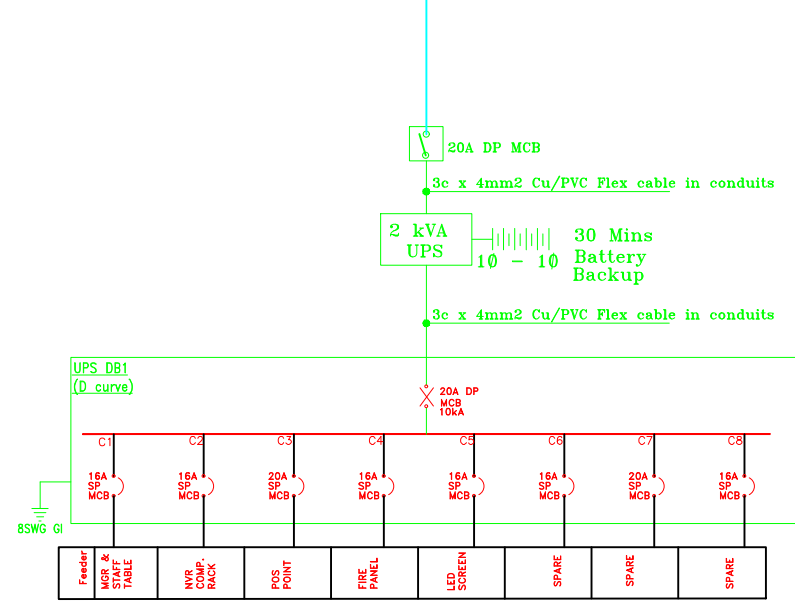 20A DP MCB
3c x 4mm2 Cu/PVC Flex cable in conduits
2 kVA
UPS
1Ø - 1Ø
30 Mins
Battery
Backup
3c x 4mm2 Cu/PVC Flex cable in conduits
UPS DB1
(D curve)
20A DP
MCB
10kA
C1
C2
C3
C4
C5
C6
C7
C8
16A
SP
MCB
16A
SP
MCB
20A
SP
MCB
16A
SP
MCB
16A
SP
MCB
16A
SP
MCB
20A
SP
MCB
16A
SP
MCB
8SWG GI
Feeder
MGR &
STAFF
TABLE
NVR
COMP.
RACK
POS
POINT
FIRE
PANEL
LED
SCREEN
SPARE
SPARE
SPARE